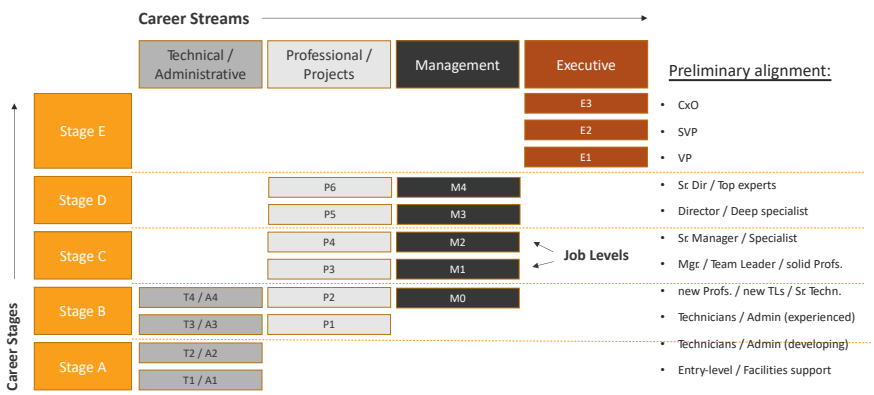 Career Streams
Technical /
Administrative
Professional /
Projects
Management
Executive
Preliminary alignment:
Career Stages
Stage E
E3
• CxO
E2
• SVP
E1
• VP
Stage D
P6
M4
• Sr. Dir / Top experts
P5
M3
• Director / Deep specialist
Stage C
P4
M2
• Sr. Manager / Specialist
Job Levels
P3
M1
• Mgr. / Team Leader / solid Profs.
Stage B
T4 / A4
P2
M0
• new Profs. / new TLs / Sr. Techn.
T3 / A3
P1
• Technicians / Admin (experienced)
Stage A
T2 / A2
• Technicians / Admin (developing)
T1 / A1
• Entry-level / Facilities support